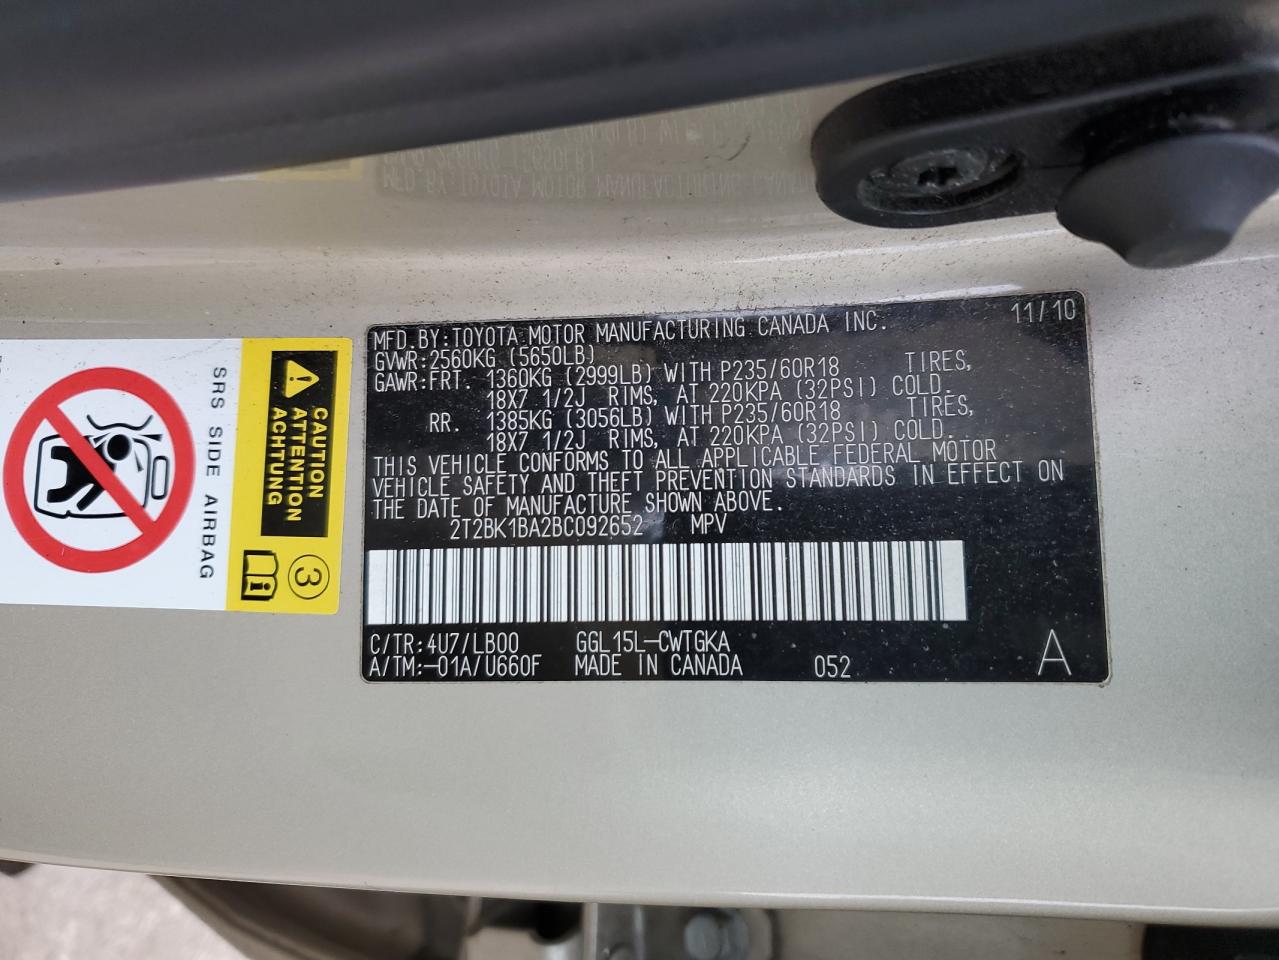 MFD.BY:TOYOTA MOTOR MANUFACTURING CANADA INC. 11/10
GVWR:2560KG (5650LB)
GAWR:FRT. 1360KG (2999LB) WITH P235/60R18 TIRES,
18X7 1/2J RIMS, AT 220KPA (32PSI) COLD.
RR. 1385KG (3056LB) WITH P235/60R18 TIRES,
18X7 1/2J RIMS, AT 220KPA (32PSI) COLD.
THIS VEHICLE CONFORMS TO ALL APPLICABLE FEDERAL MOTOR
VEHICLE SAFETY AND THEFT PREVENTION STANDARDS IN EFFECT ON
THE DATE OF MANUFACTURE SHOWN ABOVE.
2T2BK1BA2BC092652 MPV
C/TR:4U7/LB00 GGL15L-CWTGKA
A/TM:-01A/U660F MADE IN CANADA 052 A
CAUTION
ATTENTION
ACHTUNG
3
SRS SIDE AIRBAG